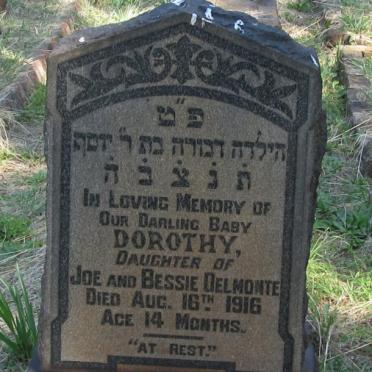 פ"ט
הילדה דבורה בת ר' יוסף
ת נ צ ב ה
IN LOVING MEMORY OF
OUR DARLING BABY
DOROTHY,
DAUGHTER OF
JOE AND BESSIE DELMONTE
DIED AUG. 16TH 1916
AGE 14 MONTHS.
"AT REST."